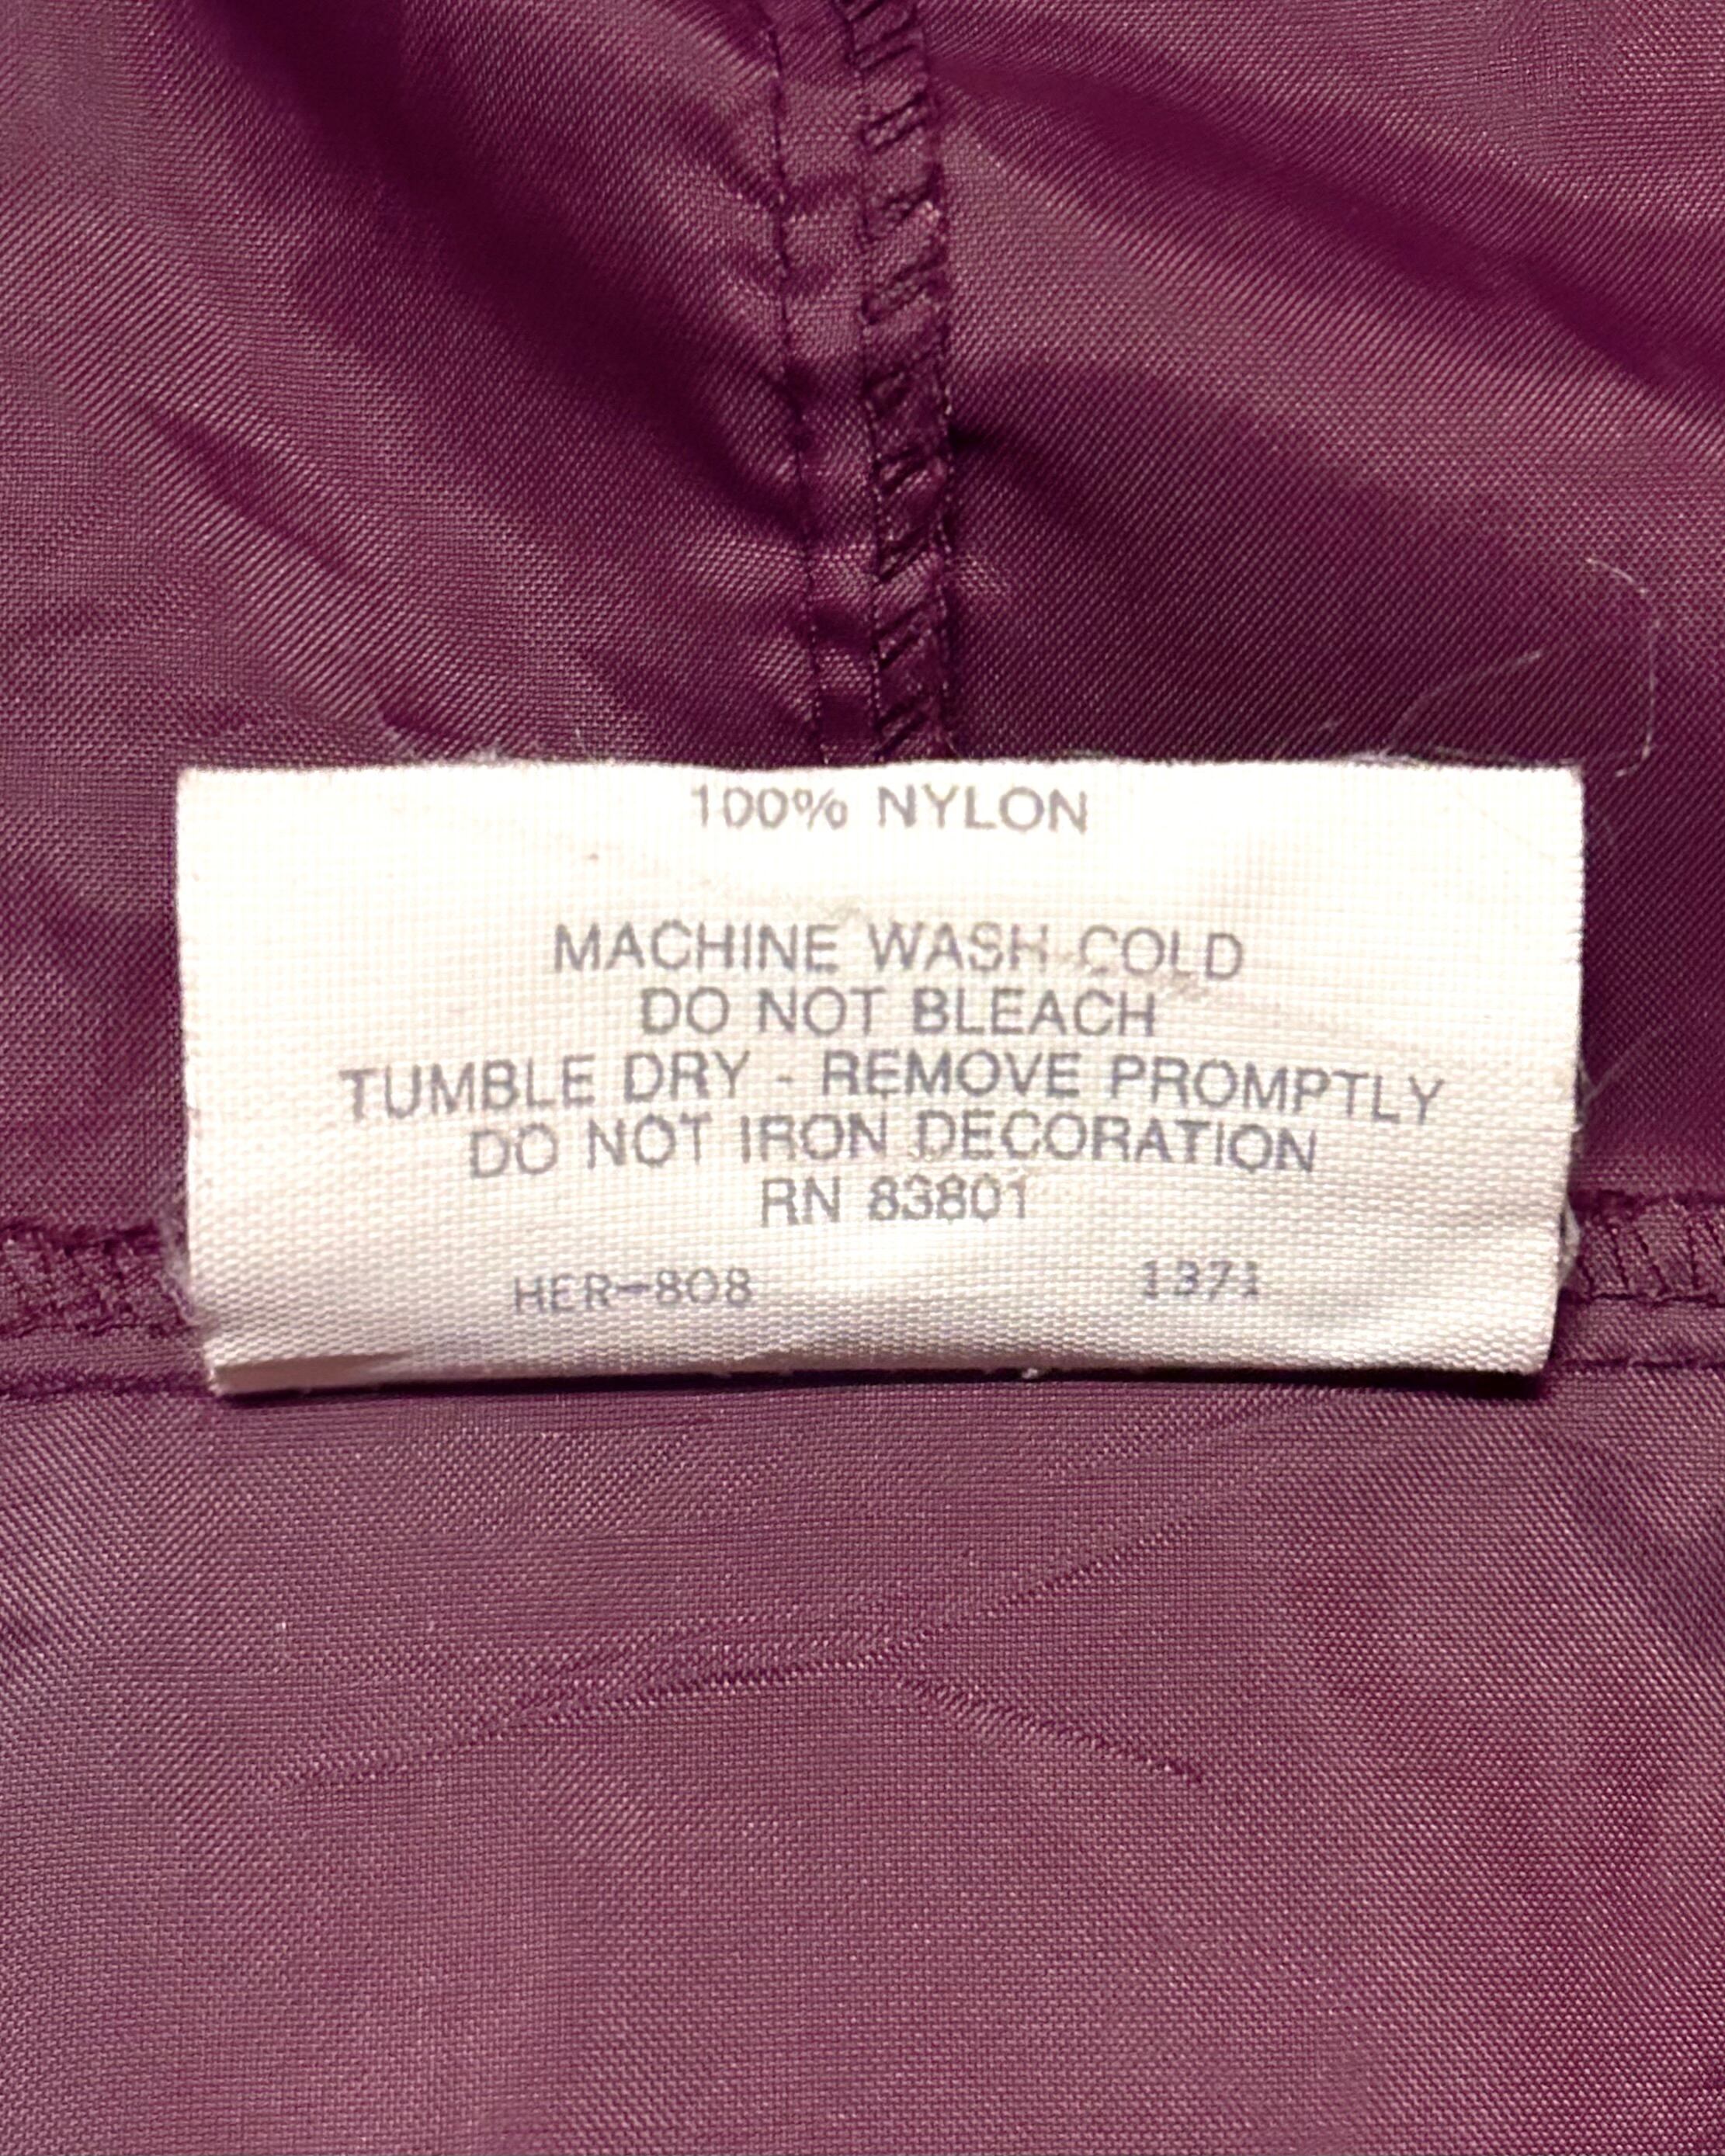 100% NYLON
MACHINE WASH COLD
DO NOT BLEACH
TUMBLE DRY - REMOVE PROMPTLY
DO NOT IRON DECORATION
RN 83801
HER-808 1371